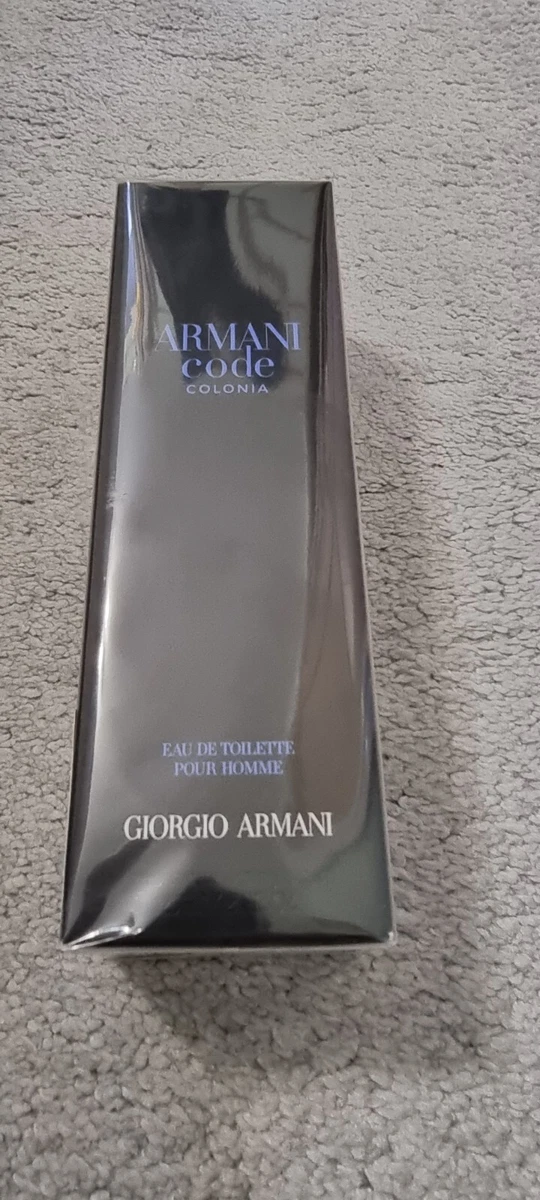 ARMANI
code
COLONIA
EAU DE TOILETTE
POUR HOMME
GIORGIO ARMANI